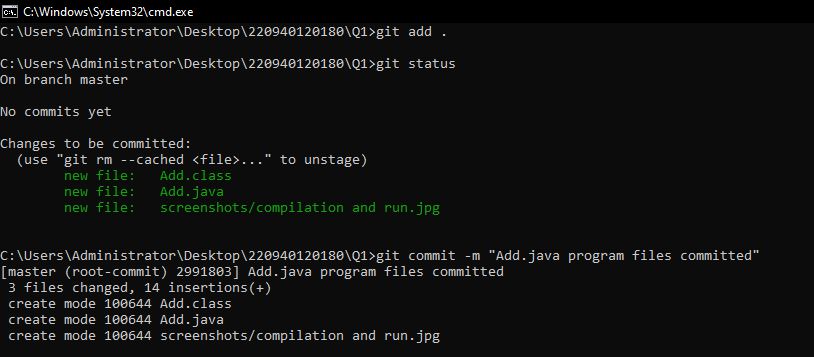 C:\Windows\System32\cmd.exe
C:\Users\Administrator\Desktop\220940120180\Q1>git add .
C:\Users\Administrator\Desktop\220940120180\Q1>git status
On branch master
No commits yet
Changes to be committed:
  (use "git rm --cached <file>..." to unstage)
        new file:   Add.class
        new file:   Add.java
        new file:   screenshots/compilation and run.jpg
C:\Users\Administrator\Desktop\220940120180\Q1>git commit -m "Add.java program files committed"
[master (root-commit) 2991803] Add.java program files committed
 3 files changed, 14 insertions(+)
 create mode 100644 Add.class
 create mode 100644 Add.java
 create mode 100644 screenshots/compilation and run.jpg